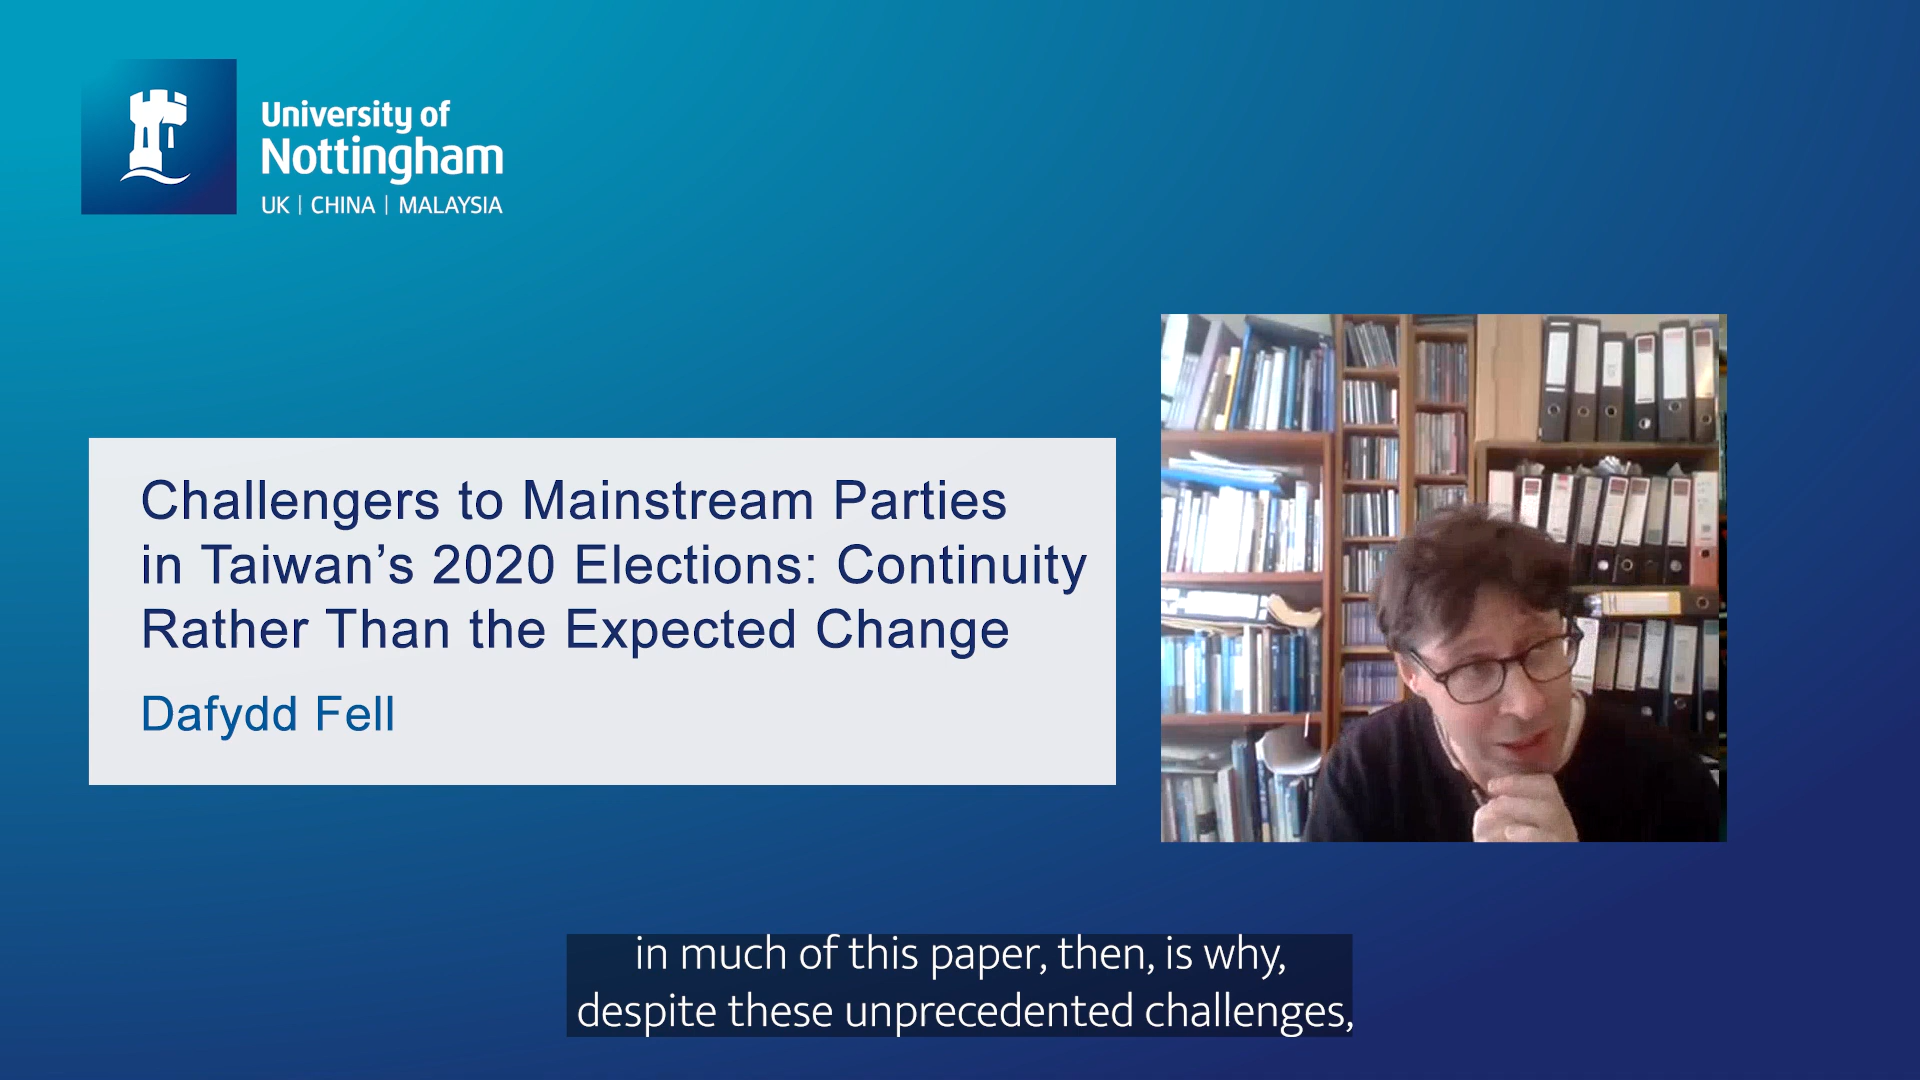 University of
Nottingham
UK | CHINA | MALAYSIA
Challengers to Mainstream Parties
in Taiwan’s 2020 Elections: Continuity
Rather Than the Expected Change
Dafydd Fell
in much of this paper, then, is why,
despite these unprecedented challenges,